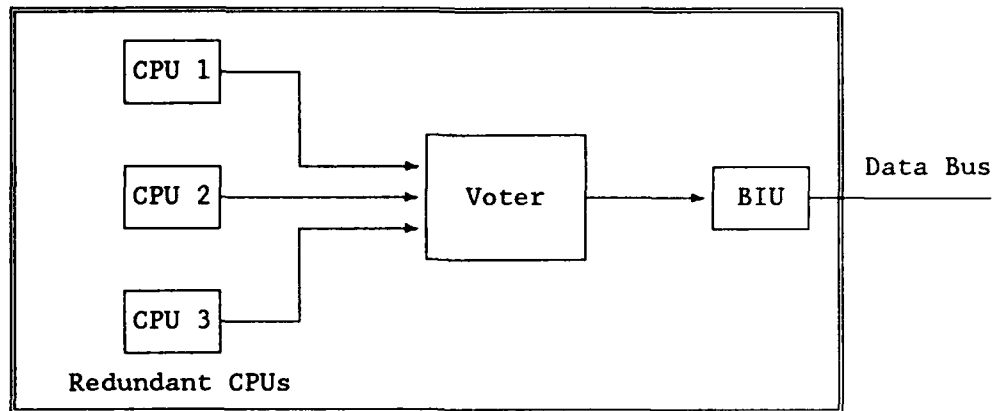 CPU 1
CPU 2
CPU 3
Redundant CPUs
Voter
BIU
Data Bus